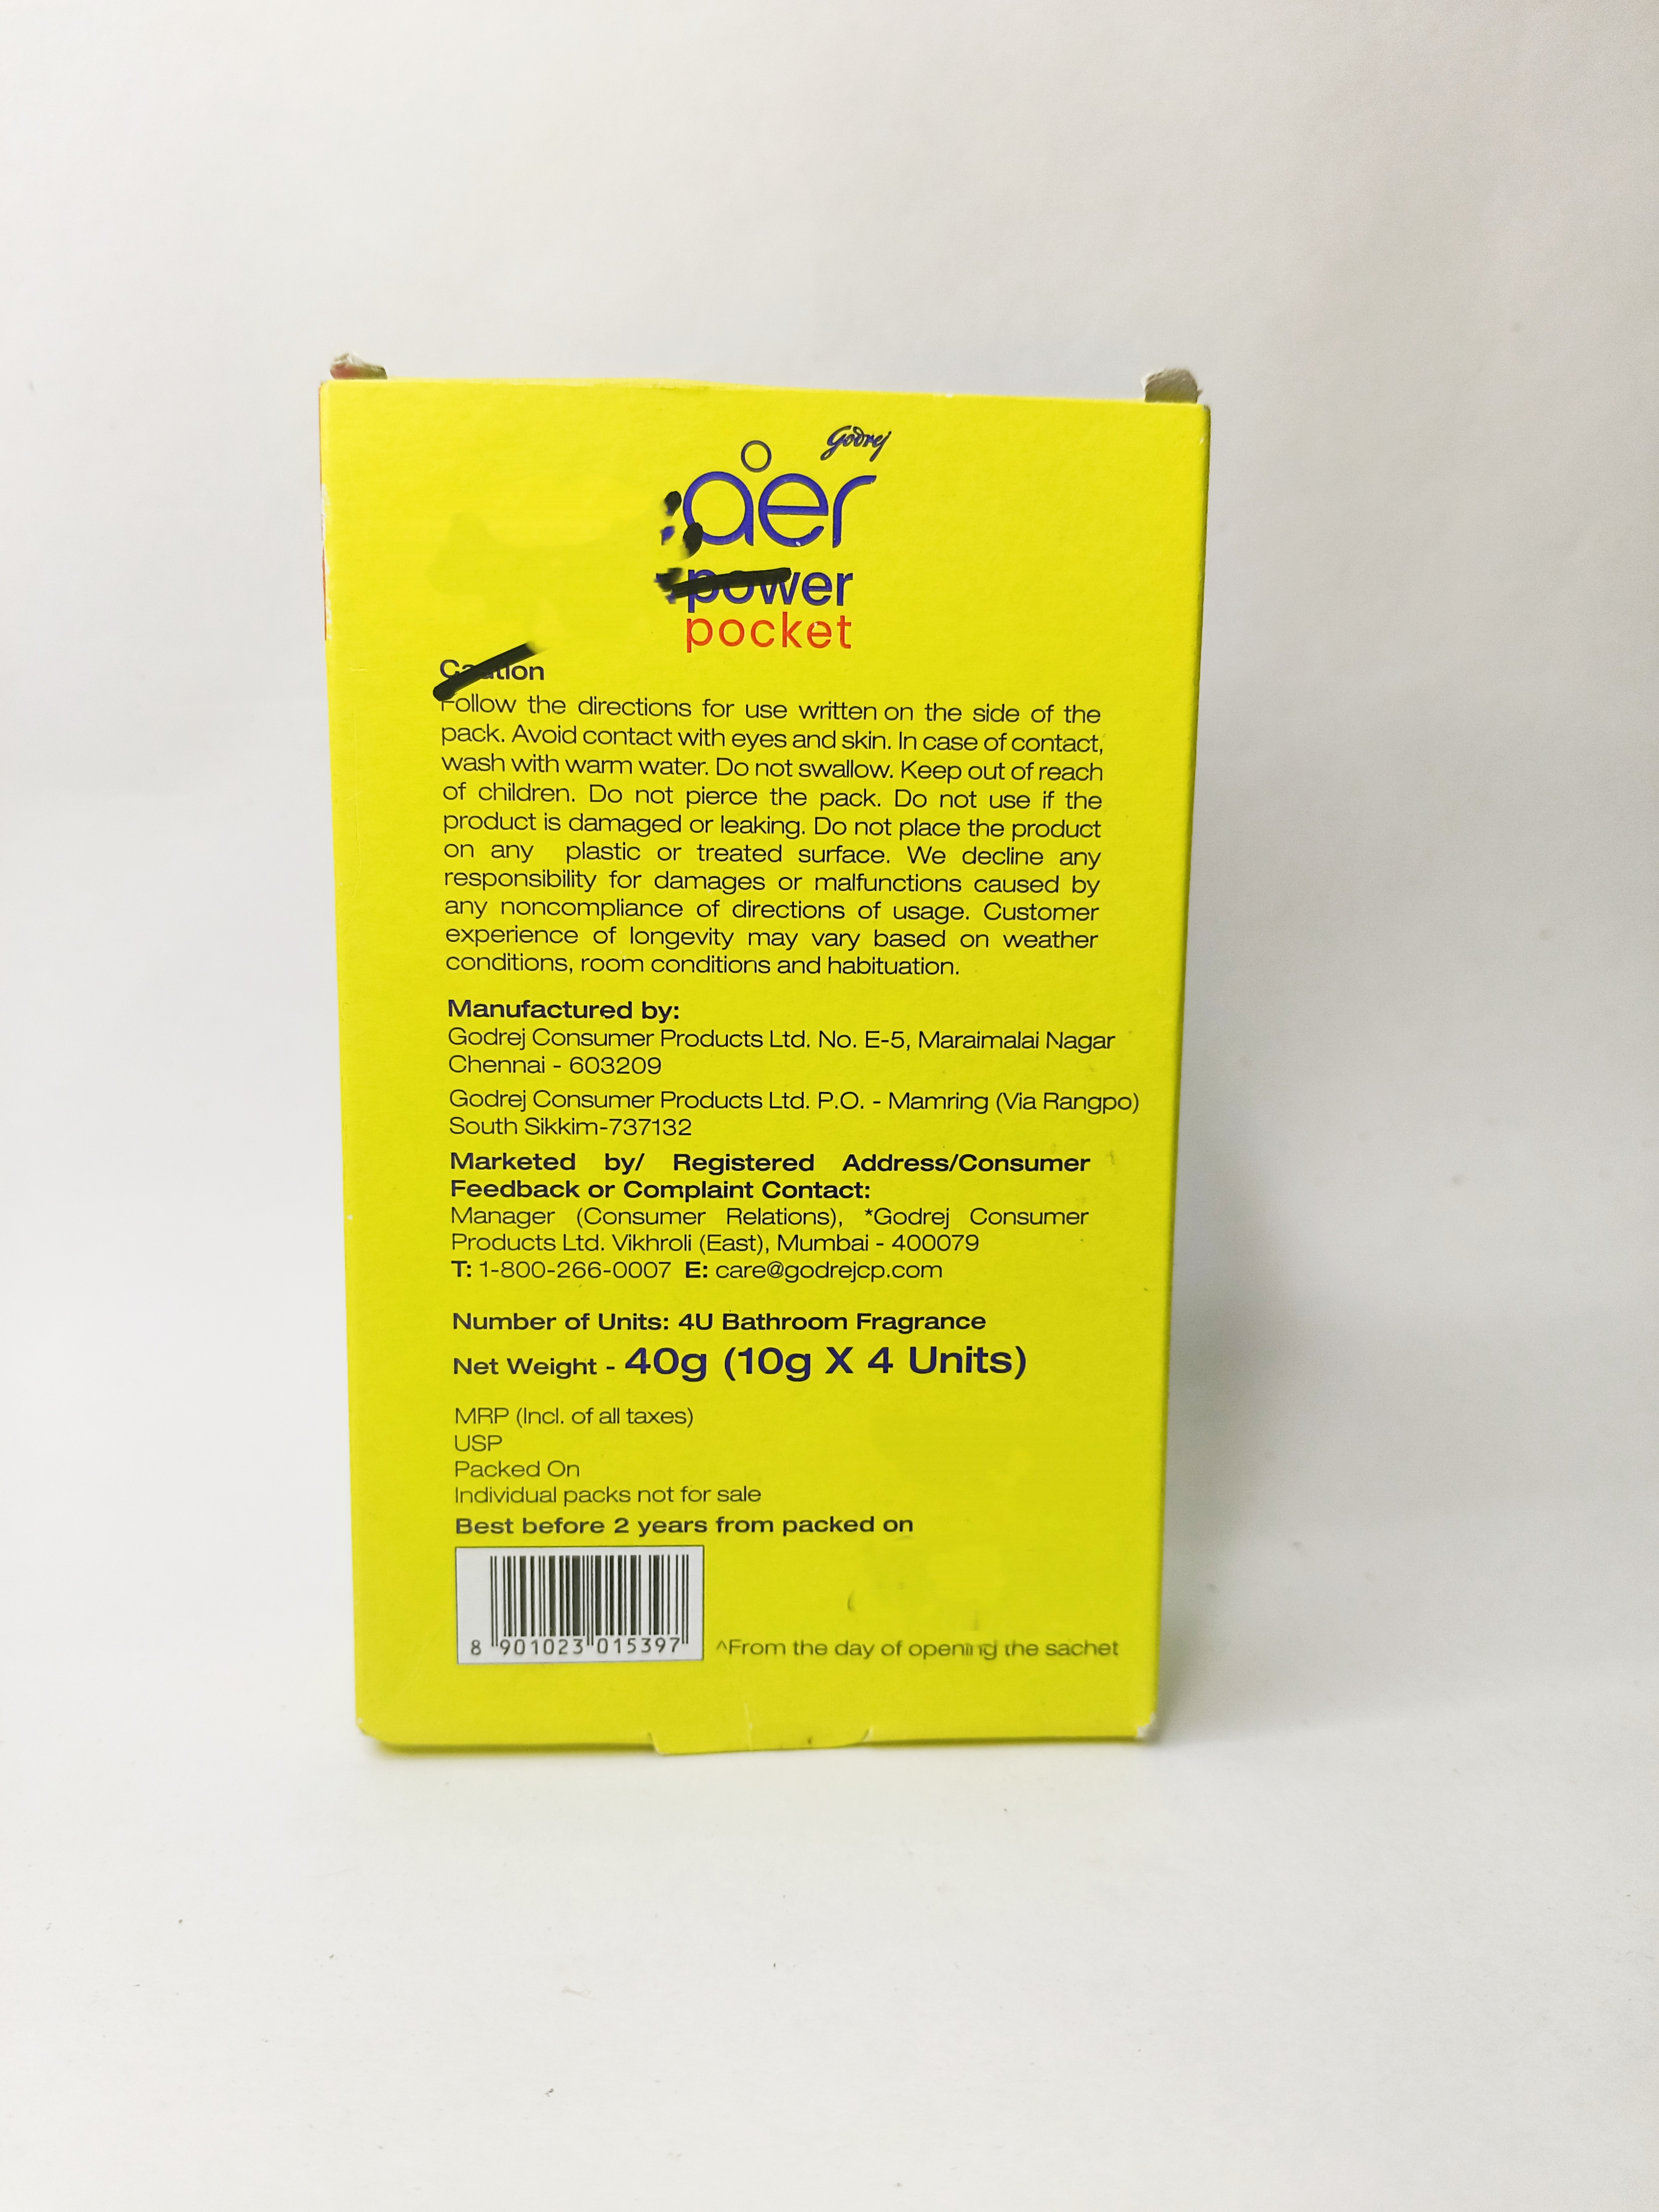 Godrej
aer
power
pocket
Caution
Follow the directions for use written on the side of the
pack. Avoid contact with eyes and skin. In case of contact,
wash with warm water. Do not swallow. Keep out of reach
of children. Do not pierce the pack. Do not use if the
product is damaged or leaking. Do not place the product
on any plastic or treated surface. We decline any
responsibility for damages or malfunctions caused by
any noncompliance of directions of usage. Customer
experience of longevity may vary based on weather
conditions, room conditions and habituation.
Manufactured by:
Godrej Consumer Products Ltd. No. E-5, Maraimalai Nagar
Chennai - 603209
Godrej Consumer Products Ltd. P.O. - Mamring (Via Rangpo)
South Sikkim-737132
Marketed by/ Registered Address/Consumer
Feedback or Complaint Contact:
Manager (Consumer Relations), *Godrej Consumer
Products Ltd. Vikhroli (East), Mumbai - 400079
T: 1-800-266-0007 E: care@godrejcp.com
Number of Units: 4U Bathroom Fragrance
Net Weight - 40g (10g X 4 Units)
MRP (Incl. of all taxes)
USP
Packed On
Individual packs not for sale
Best before 2 years from packed on
8 901023 015397
^From the day of opening the sachet